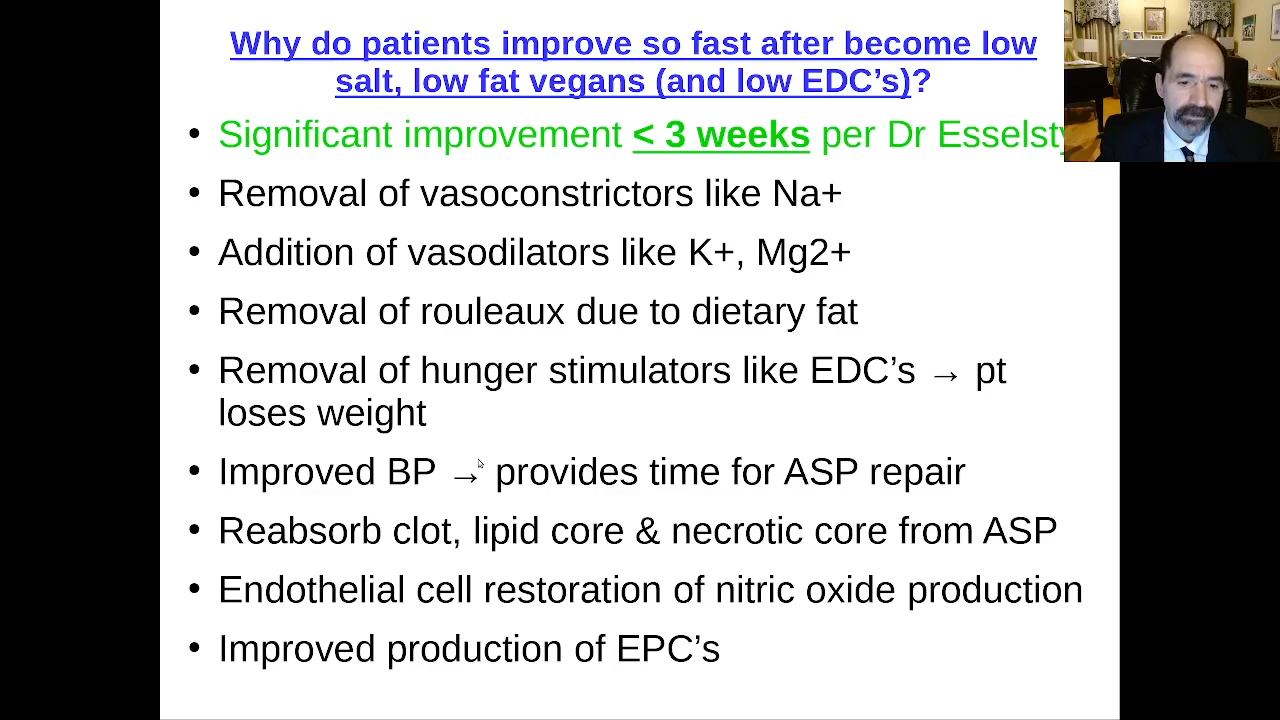 Why do patients improve so fast after become low
salt, low fat vegans (and low EDC’s)?
• Significant improvement < 3 weeks per Dr
• Removal of vasoconstrictors like Na+
• Addition of vasodilators like K+, Mg2+
• Removal of rouleaux due to dietary fat
• Removal of hunger stimulators like EDC’s → pt
loses weight
• Improved BP → provides time for ASP repair
• Reabsorb clot, lipid core & necrotic core from ASP
• Endothelial cell restoration of nitric oxide production
• Improved production of EPC’s